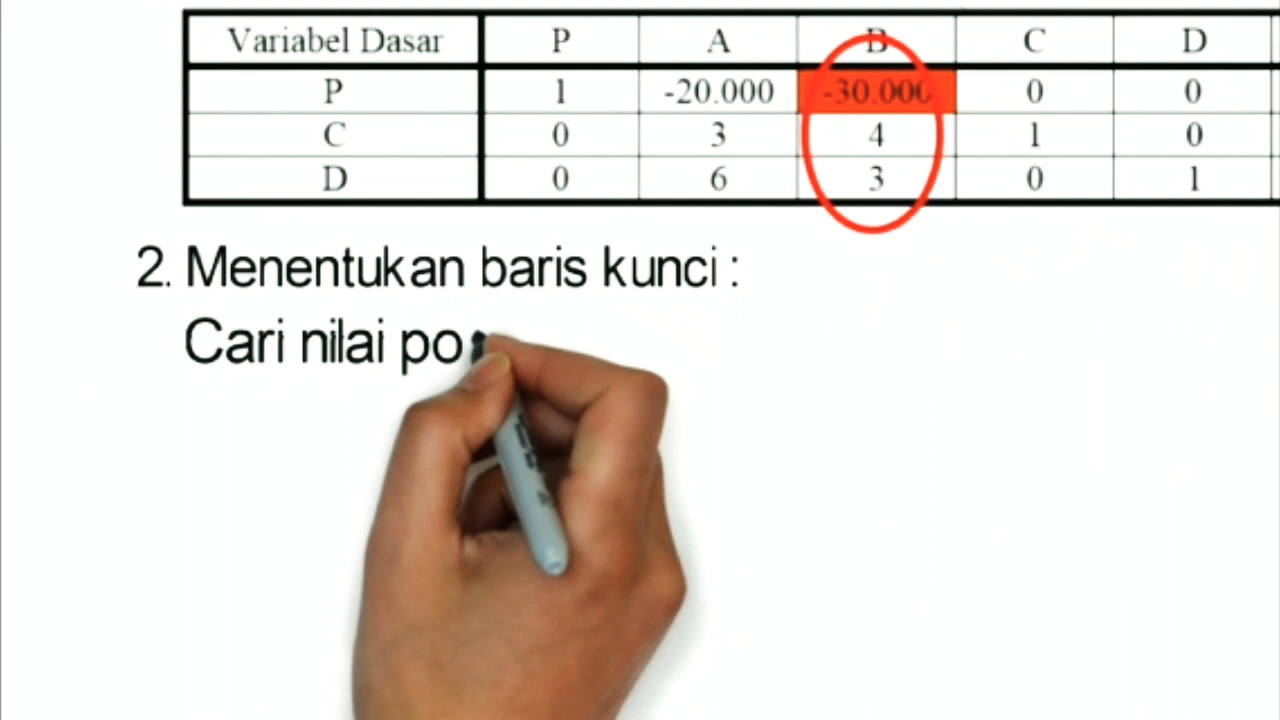 Variabel Dasar P A B C D
P 1 -20.000 -30.000 0 0
C 0 3 4 1 0
D 0 6 3 0 1
2. Menentukan baris kunci :
Cari nilai po